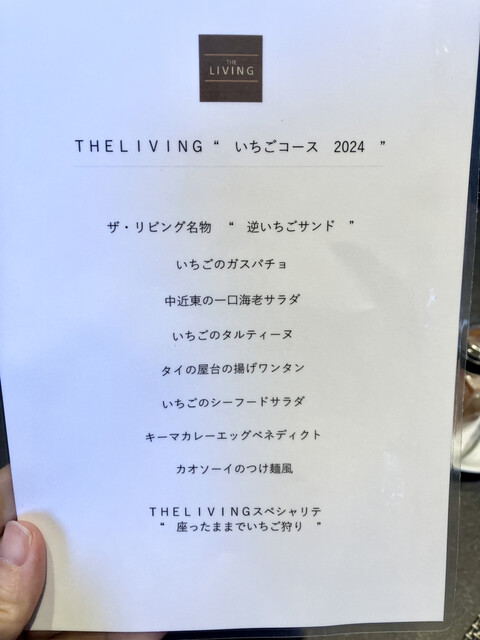 THE
LIVING
THELIVING“ いちごコース 2024 ”
ザ・リビング名物 “ 逆いちごサンド ”
いちごのガスパチョ
中近東の一口海老サラダ
いちごのタルティーヌ
タイの屋台の揚げワンタン
いちごのシーフードサラダ
キーマカレーエッグベネディクト
カオソーイのつけ麺風
THELIVINGスペシャリテ
“ 座ったままでいちご狩り ”